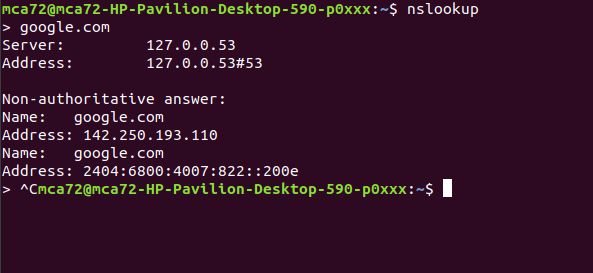 mca72@mca72-HP-Pavilion-Desktop-590-p0xxx:~$ nslookup
> google.com
Server:         127.0.0.53
Address:        127.0.0.53#53

Non-authoritative answer:
Name:   google.com
Address: 142.250.193.110
Name:   google.com
Address: 2404:6800:4007:822::200e
> ^Cmca72@mca72-HP-Pavilion-Desktop-590-p0xxx:~$